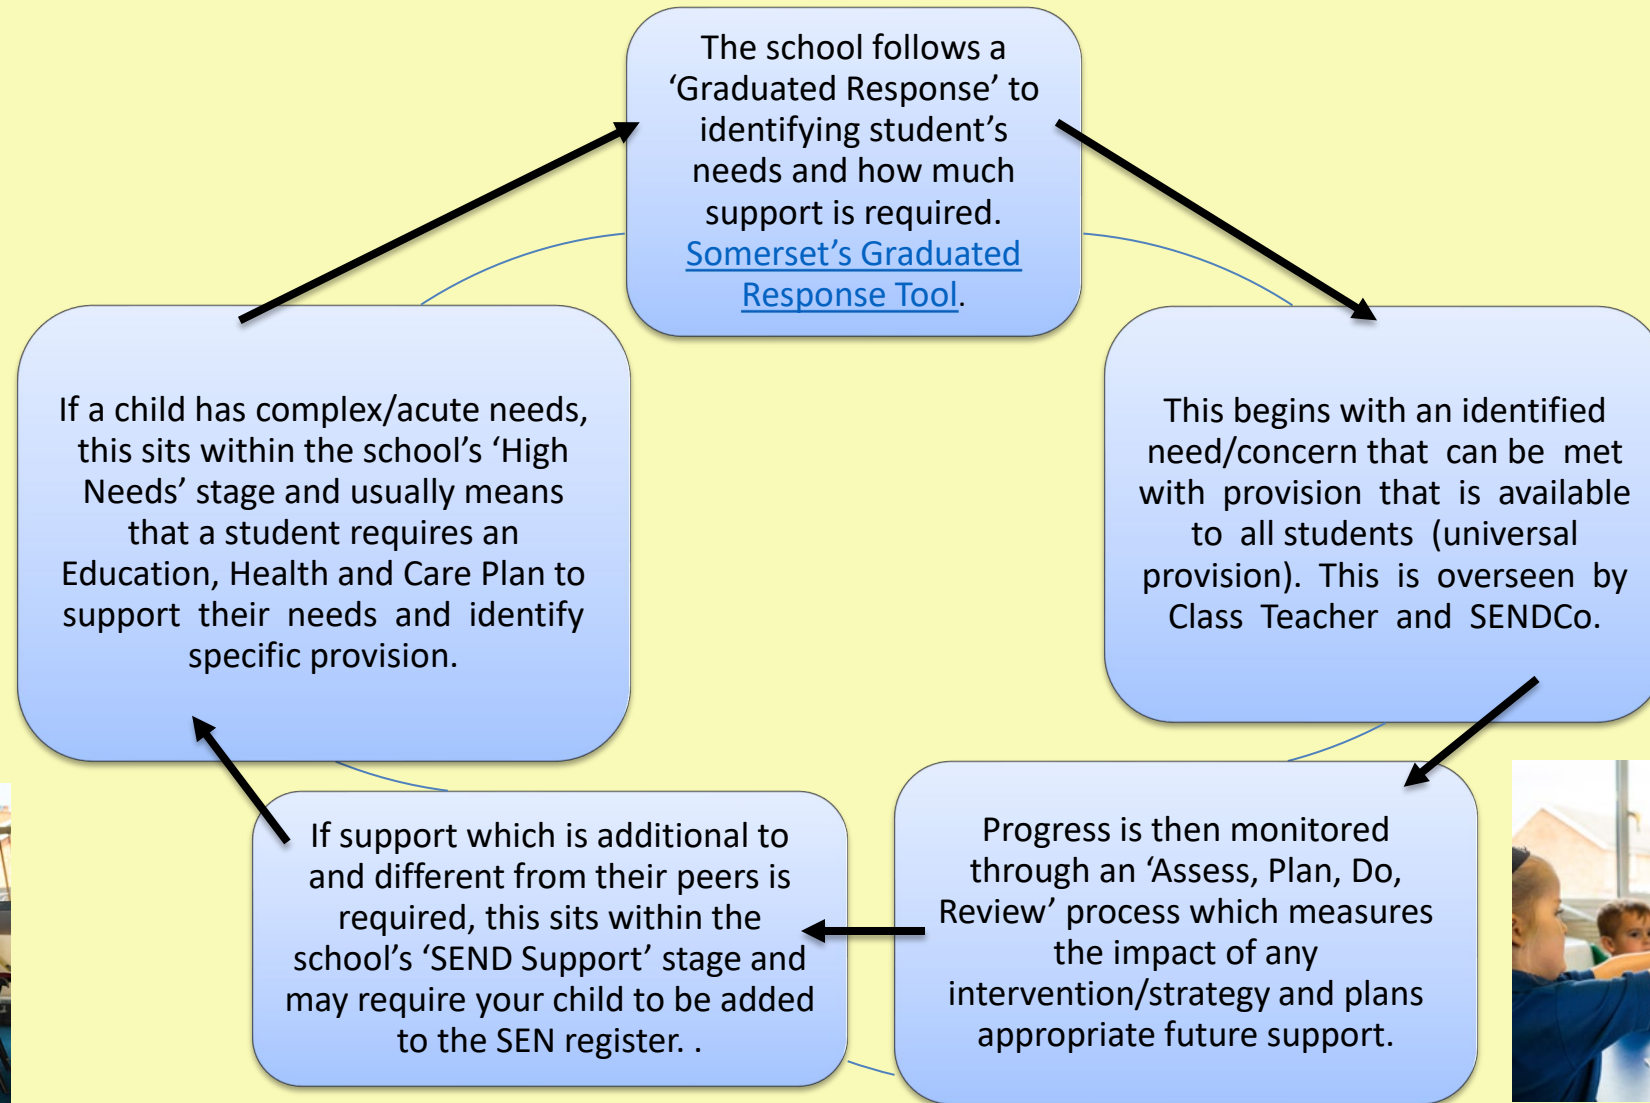 The school follows a
‘Graduated Response’ to
identifying student’s
needs and how much
support is required.
Somerset’s Graduated
Response Tool.
This begins with an identified
need/concern that can be met
with provision that is available
to all students (universal
provision). This is overseen by
Class Teacher and SENDCo.
Progress is then monitored
through an ‘Assess, Plan, Do,
Review’ process which measures
the impact of any
intervention/strategy and plans
appropriate future support.
If support which is additional to
and different from their peers is
required, this sits within the
school’s ‘SEND Support’ stage and
may require your child to be added
to the SEN register. .
If a child has complex/acute needs,
this sits within the school’s ‘High
Needs’ stage and usually means
that a student requires an
Education, Health and Care Plan to
support their needs and identify
specific provision.